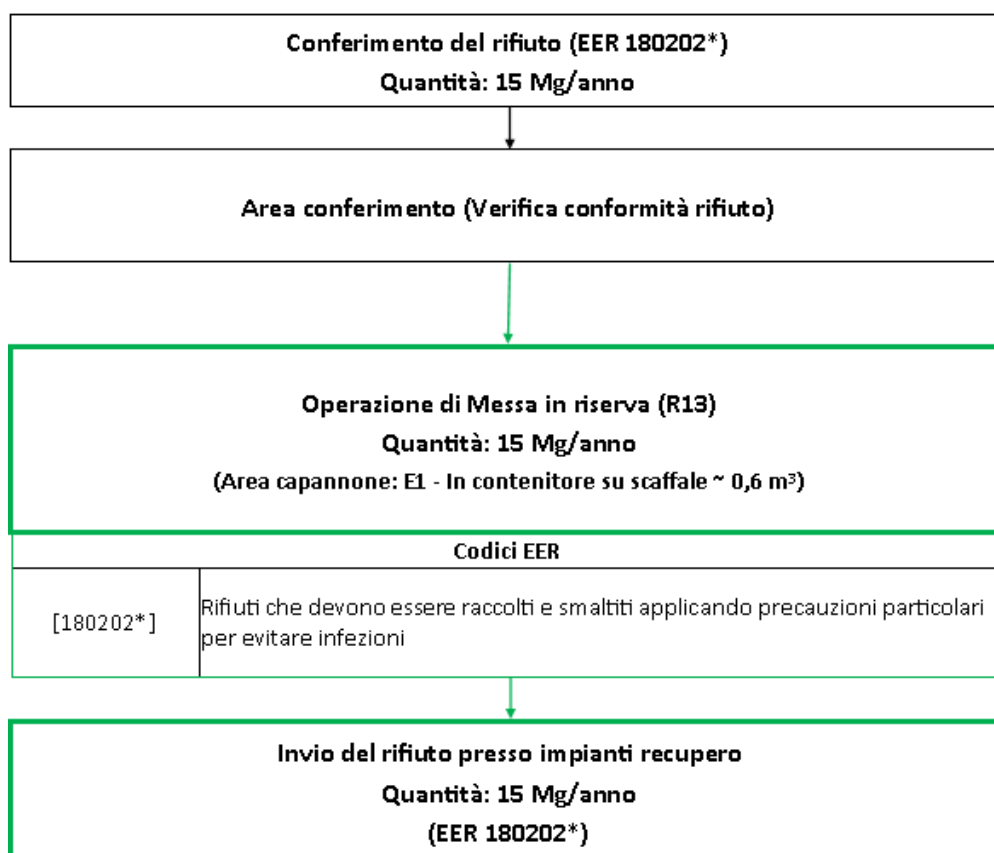 Conferimento del rifiuto (EER 180202*)
Quantità: 15 Mg/anno
Area conferimento (Verifica conformità rifiuto)
Operazione di Messa in riserva (R13)
Quantità: 15 Mg/anno
(Area capannone: E1 - In contenitore su scaffale ~ 0,6 m³)
Codici EER
[180202*]
Rifiuti che devono essere raccolti e smaltiti applicando precauzioni particolari
per evitare infezioni
Invio del rifiuto presso impianti recupero
Quantità: 15 Mg/anno
(EER 180202*)